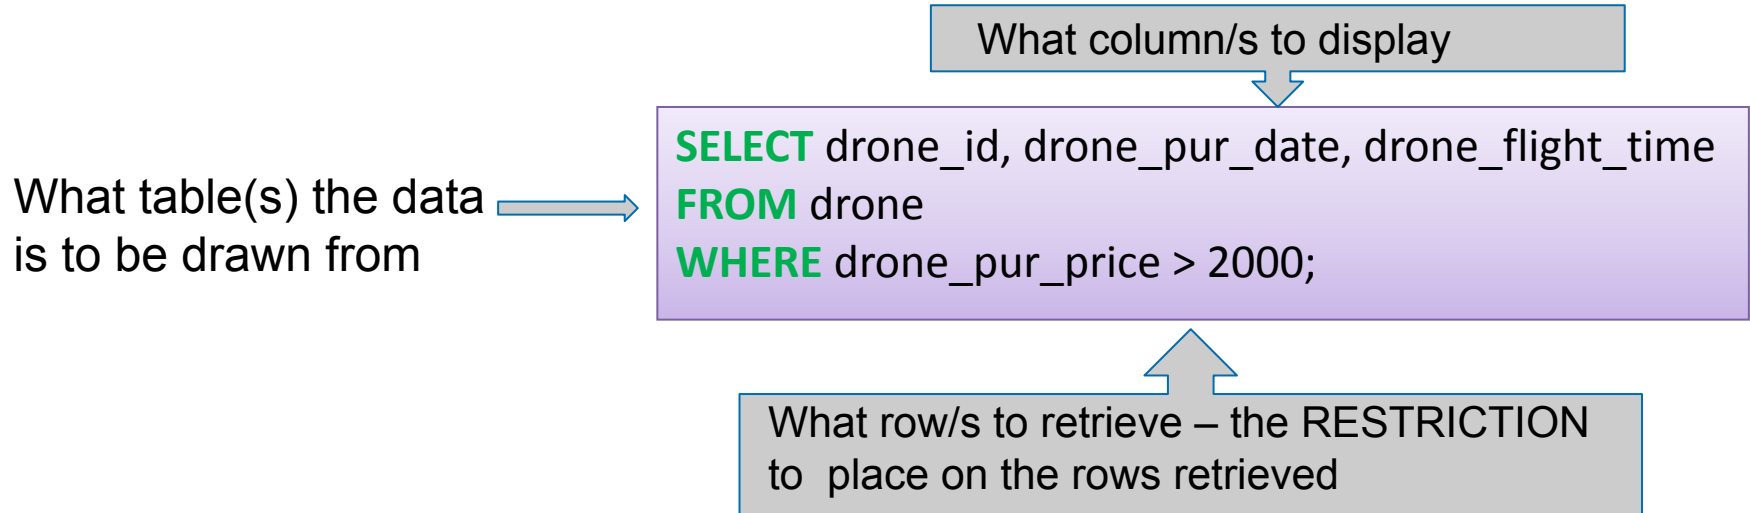 What column/s to display
SELECT drone_id, drone_pur_date, drone_flight_time
FROM drone
WHERE drone_pur_price > 2000;
What table(s) the data
is to be drawn from
What row/s to retrieve – the RESTRICTION
to place on the rows retrieved